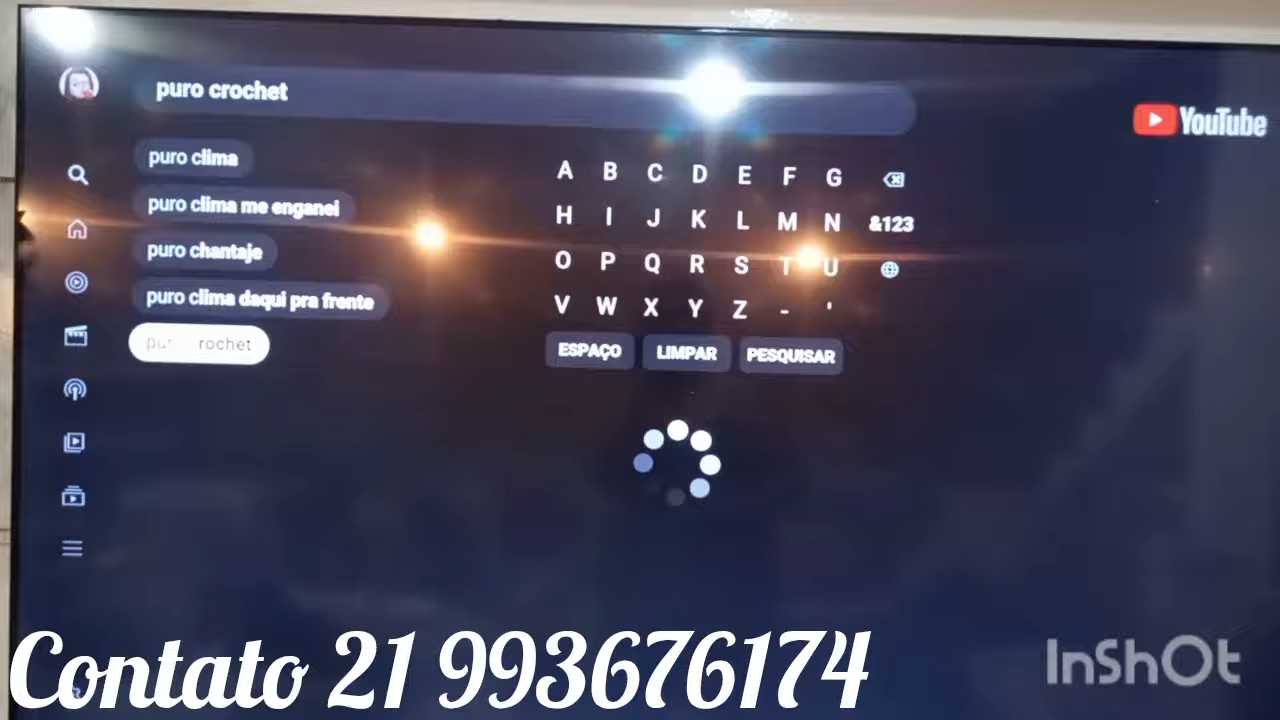 puro crochet
YouTube
puro clima
puro clima me enganei
puro chantaje
puro clima daqui pra frente
pur rochet
A B C D E F G
H I J K L M N &123
O P Q R S T U
V W X Y Z - '
ESPAÇO LIMPAR PESQUISAR
Contato 21 993676174
InShOt